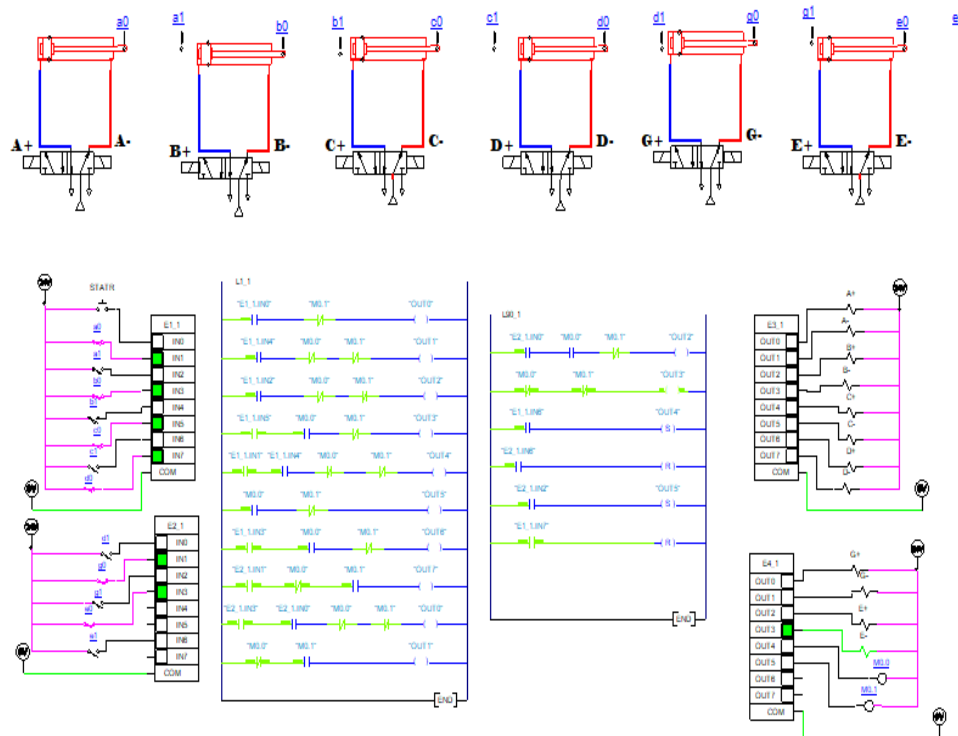 a0 a1 b0 b1 c0 c1 d0 d1 g0 g1 e0 e
A+ A- B+ B- C+ C- D+ D- G+ G- E+ E-
STATR
a0
a1
b0
c1
E1_1
IN0
IN1
IN2
IN3
IN4
IN5
IN6
IN7
COM
0V
E2_1
IN0
IN1
IN2
IN3
IN4
IN5
IN6
IN7
COM
L1_1
"E1_1.IN0" "M0.1" "OUT0"
"E1_1.IN4" "M0.0" "M0.1" "OUT1"
"E1_1.IN2" "M0.0" "M0.1" "OUT2"
"E1_1.IN5" "M0.0" "M0.1" "OUT3"
"E1_1.IN1" "E1_1.IN4" "M0.0" "M0.1" "OUT4"
"M0.0" "M0.1" "OUT5"
"E1_1.IN3" "M0.0" "M0.1" "OUT6"
"E1_1.IN1" "M0.0" "M0.1" "OUT7"
"E2_1.IN3" "E2_1.IN0" "M0.0" "M0.1" "OUT0"
"M0.0" "M0.1" "OUT1"
END
L90_1
"E2_1.IN0" "M0.0" "M0.1" "OUT2"
"M0.0" "M0.1" "OUT3"
"E1_1.IN6" "OUT4"
S
"E2_1.IN6"
R
"E2_1.IN2" "OUT5"
S
"E1_1.IN7"
R
END
E3_1
OUT0
OUT1
OUT2
OUT3
OUT4
OUT5
OUT6
OUT7
COM
A+
A-
B+
B-
C+
C-
D+
D-
E4_1
OUT0
OUT1
OUT2
OUT3
OUT4
OUT5
OUT6
OUT7
COM
G+
G-
E+
E-
M0.0
M0.1